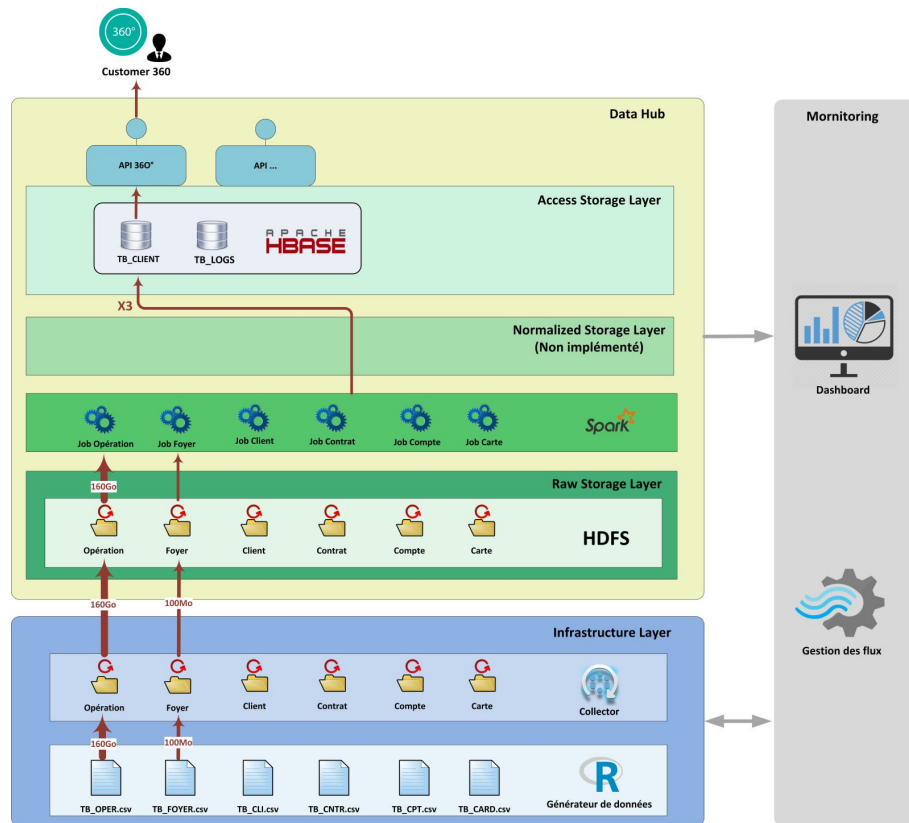 360°
Customer 360
Data Hub
Mornitoring
API 36O°
API ...
Access Storage Layer
TB_CLIENT
TB_LOGS
APACHE
HBASE
X3
Normalized Storage Layer
(Non implémenté)
Dashboard
Job Opération
Job Foyer
Job Client
Job Contrat
Job Compte
Job Carte
Spark
160Go
Raw Storage Layer
Opération
Foyer
Client
Contrat
Compte
Carte
HDFS
160Go
100Mo
Infrastructure Layer
Gestion des flux
Opération
Foyer
Client
Contrat
Compte
Carte
Collector
160Go
100Mo
R
TB_OPER.csv
TB_FOYER.csv
TB_CLI.csv
TB_CNTR.csv
TB_CPT.csv
TB_CARD.csv
Générateur de données